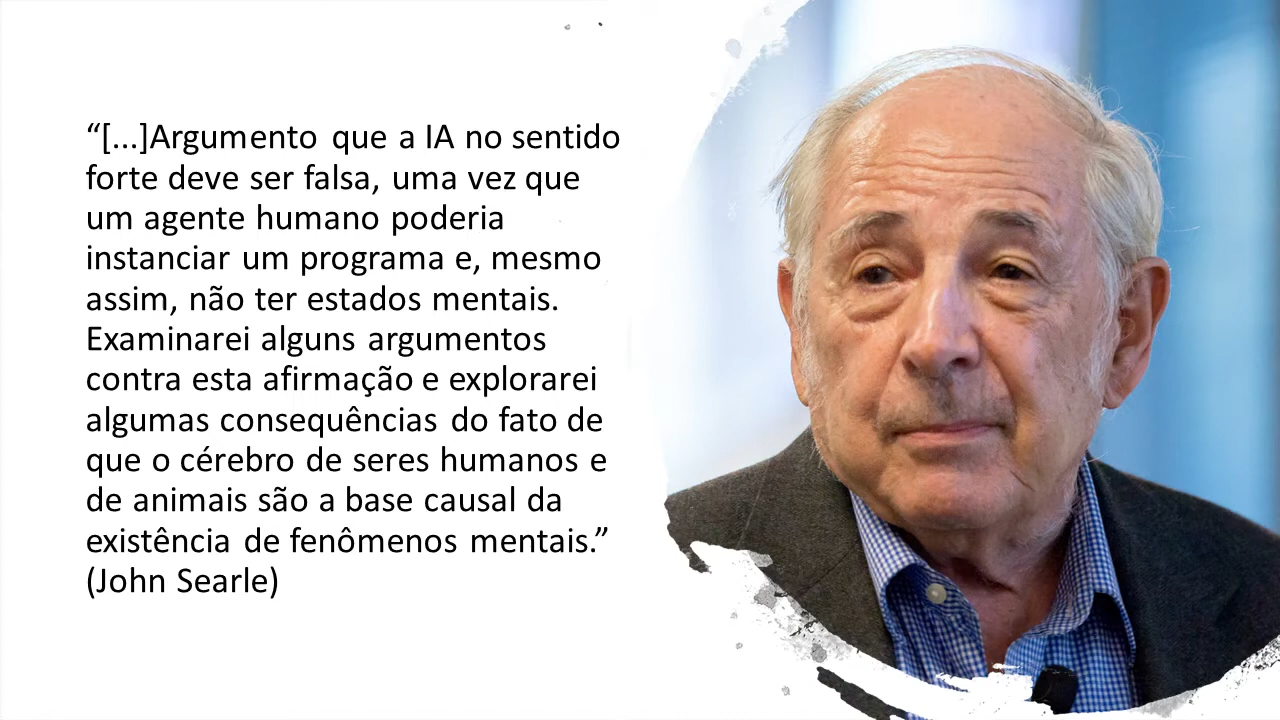 “[...]Argumento que a IA no sentido
forte deve ser falsa, uma vez que
um agente humano poderia
instanciar um programa e, mesmo
assim, não ter estados mentais.
Examinarei alguns argumentos
contra esta afirmação e explorarei
algumas consequências do fato de
que o cérebro de seres humanos e
de animais são a base causal da
existência de fenômenos mentais.”
(John Searle)